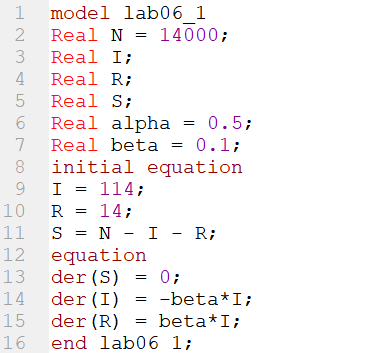 1 model lab06_1
2 Real N = 14000;
3 Real I;
4 Real R;
5 Real S;
6 Real alpha = 0.5;
7 Real beta = 0.1;
8 initial equation
9 I = 114;
10 R = 14;
11 S = N - I - R;
12 equation
13 der(S) = 0;
14 der(I) = -beta*I;
15 der(R) = beta*I;
16 end lab06_1;